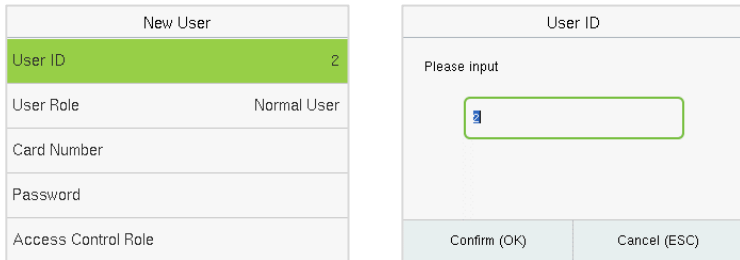 New User
User ID 2
User Role Normal User
Card Number
Password
Access Control Role
User ID
Please input
2
Confirm (OK) Cancel (ESC)